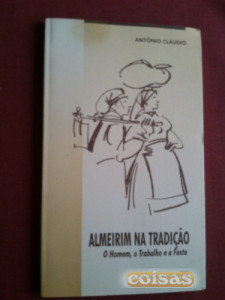 ANTÓNIO CLÁUDIO
ALMEIRIM NA TRADIÇÃO
O Homem, o Trabalho e a Festa
coisas